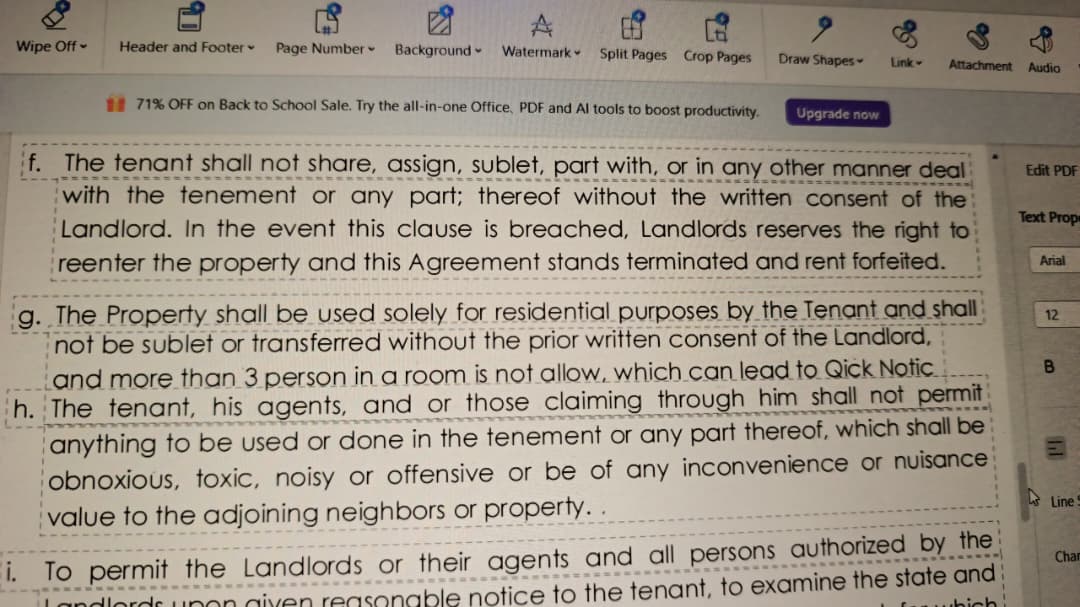 Wipe Off
Header and Footer
Page Number
Background
Watermark
Split Pages
Crop Pages
Draw Shapes
Link
Attachment
Audio
71% OFF on Back to School Sale. Try the all-in-one Office, PDF and AI tools to boost productivity.
Upgrade now
f. The tenant shall not share, assign, sublet, part with, or in any other manner deal
with the tenement or any part; thereof without the written consent of the
Landlord. In the event this clause is breached, Landlords reserves the right to
reenter the property and this Agreement stands terminated and rent forfeited.
g. The Property shall be used solely for residential purposes by the Tenant and shall
not be sublet or transferred without the prior written consent of the Landlord,
and more than 3 person in a room is not allow, which can lead to Qick Notic
h. The tenant, his agents, and or those claiming through him shall not permit
anything to be used or done in the tenement or any part thereof, which shall be
obnoxious, toxic, noisy or offensive or be of any inconvenience or nuisance
value to the adjoining neighbors or property. .
i. To permit the Landlords or their agents and all persons authorized by the
Landlords upon given reasonable notice to the tenant, to examine the state and
Edit PDF
Text Prop
Arial
12
B
Line